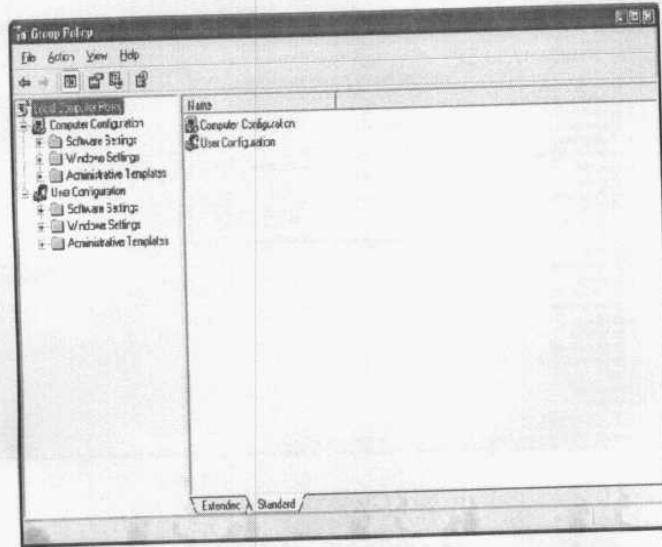 Group Policy
File Action View Help
Local Computer Policy
Computer Configuration
Software Settings
Windows Settings
Administrative Templates
User Configuration
Software Settings
Windows Settings
Administrative Templates
Name
Computer Configuration
User Configuration
Extended Standard